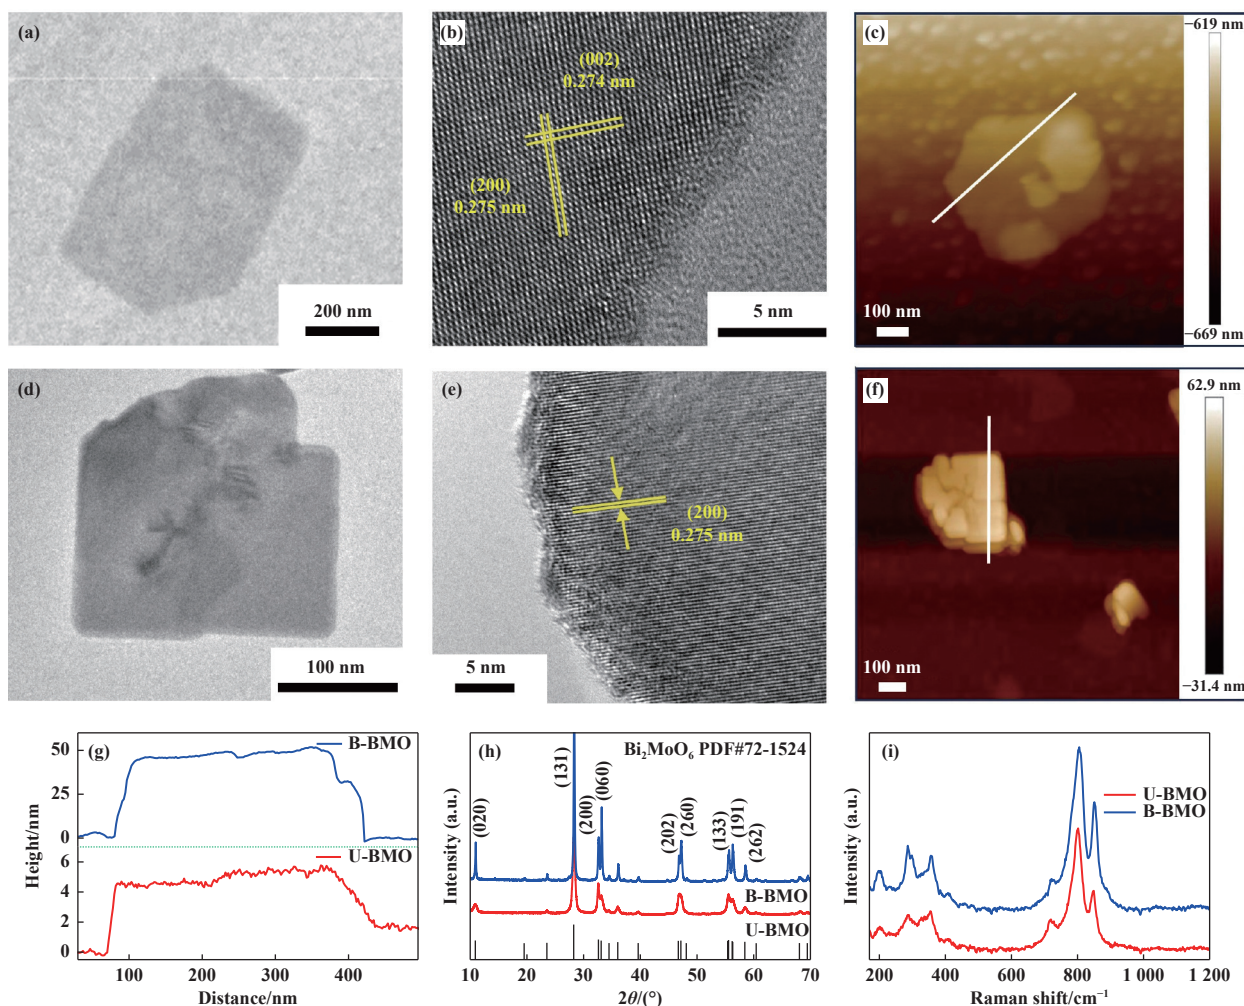 (a)
200 nm
(b)
(002)
0.274 nm
(200)
0.275 nm
5 nm
(c)
100 nm
−619 nm
−669 nm
(d)
100 nm
(e)
(200)
0.275 nm
5 nm
(f)
100 nm
62.9 nm
−31.4 nm
(g)
B-BMO
U-BMO
50
25
0
6
4
2
0
Height/nm
100
200
300
400
Distance/nm
(h)
Bi₂MoO₆ PDF#72-1524
(020)
(131)
(200)
(060)
(202)
(260)
(133)
(191)
(262)
B-BMO
U-BMO
Intensity (a.u.)
10
20
30
40
50
60
70
2θ/(°)
(i)
U-BMO
B-BMO
Intensity (a.u.)
200
400
600
800
1 000
1 200
Raman shift/cm⁻¹